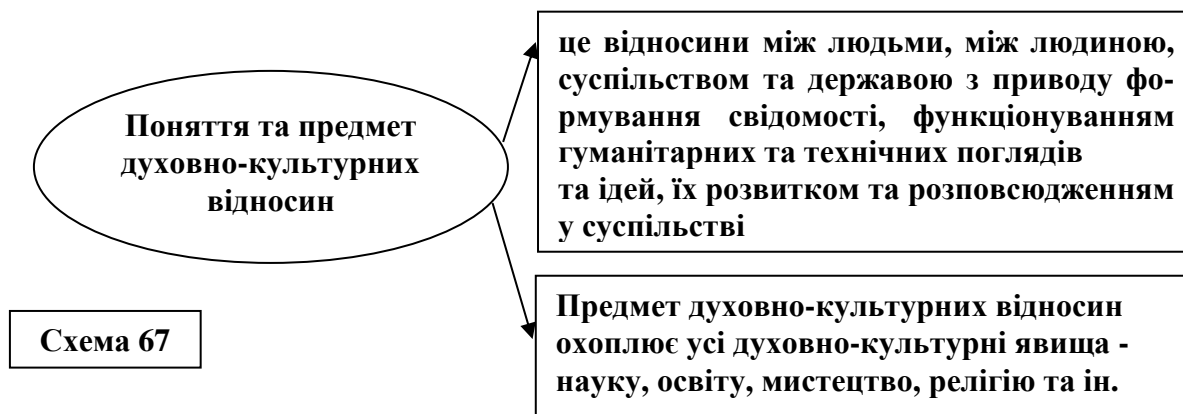 Поняття та предмет
духовно-культурних
відносин
це відносини між людьми, між людиною,
суспільством та державою з приводу фо-
рмування свідомості, функціонуванням
гуманітарних та технічних поглядів
та ідей, їх розвитком та розповсюдженням
у суспільстві
Предмет духовно-культурних відносин
охоплює усі духовно-культурні явища -
науку, освіту, мистецтво, релігію та ін.
Схема 67